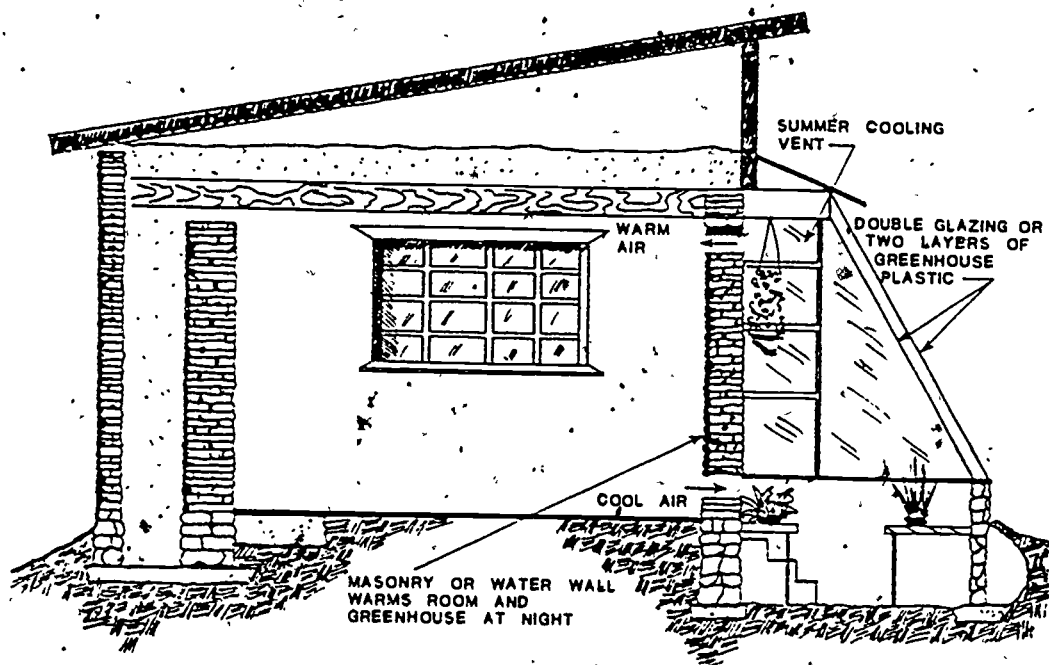 SUMMER COOLING
VENT
DOUBLE GLAZING OR
TWO LAYERS OF
GREENHOUSE
PLASTIC
WARM
AIR
COOL AIR
MASONRY OR WATER WALL
WARMS ROOM AND
GREENHOUSE AT NIGHT